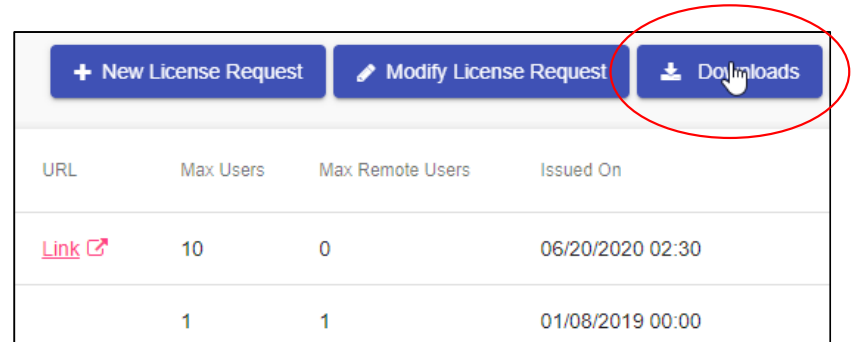 New License Request Modify License Request Downloads
URL Max Users Max Remote Users Issued On
Link 10 0 06/20/2020 02:30
1 1 01/08/2019 00:00